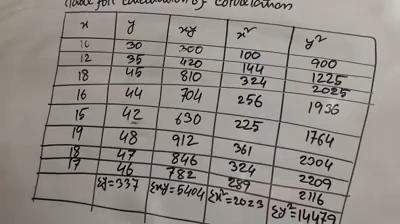 Table for calculation of correlation
x y xy x² y²
10 30 300 100 900
12 35 420 144 1225
18 45 810 324 2025
16 44 704 256 1936
15 42 630 225 1764
19 48 912 361 2304
18 47 846 324 2209
17 46 782 289 2116
Σy=337 Σxy=5404 Σx²=2023 Σy²=14479